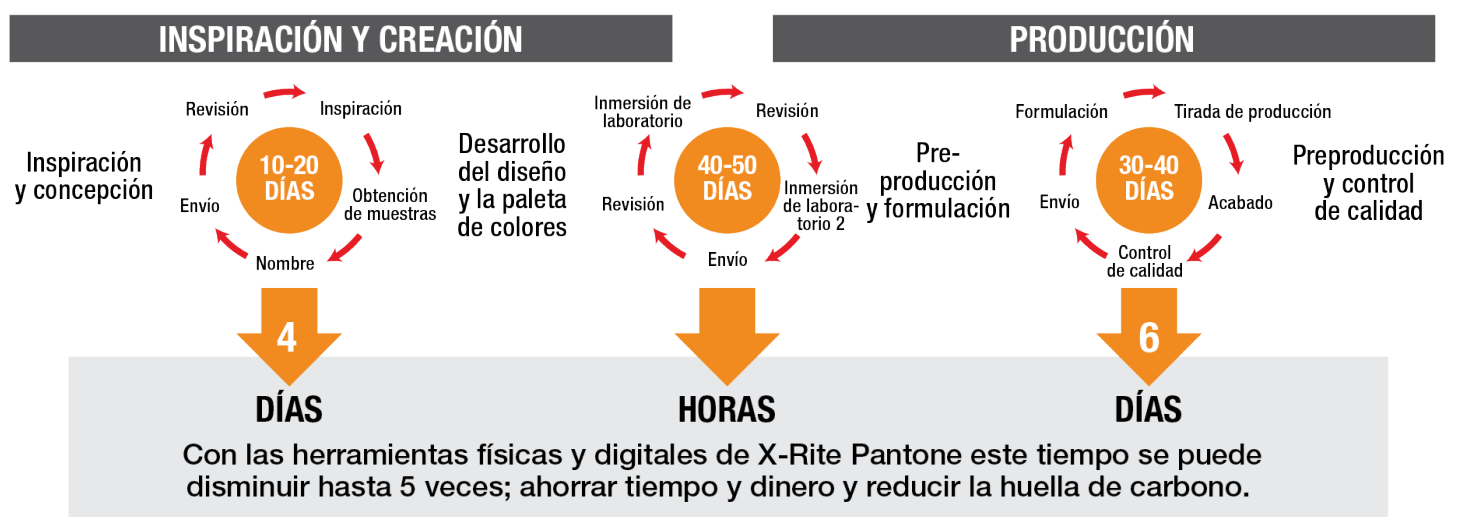 INSPIRACIÓN Y CREACIÓN
PRODUCCIÓN
Inspiración
y concepción
Revisión
Inspiración
10-20
DÍAS
Obtención
de muestras
Nombre
Envío
Desarrollo
del diseño
y la paleta
de colores
Inmersión de
laboratorio
Revisión
40-50
DÍAS
Inmersión
de labora-
torio 2
Envío
Revisión
Pre-
producción
y formulación
Formulación
Tirada de producción
30-40
DÍAS
Acabado
Control
de calidad
Envío
Preproducción
y control
de calidad
4
6
DÍAS
HORAS
DÍAS
Con las herramientas físicas y digitales de X-Rite Pantone este tiempo se puede
disminuir hasta 5 veces; ahorrar tiempo y dinero y reducir la huella de carbono.